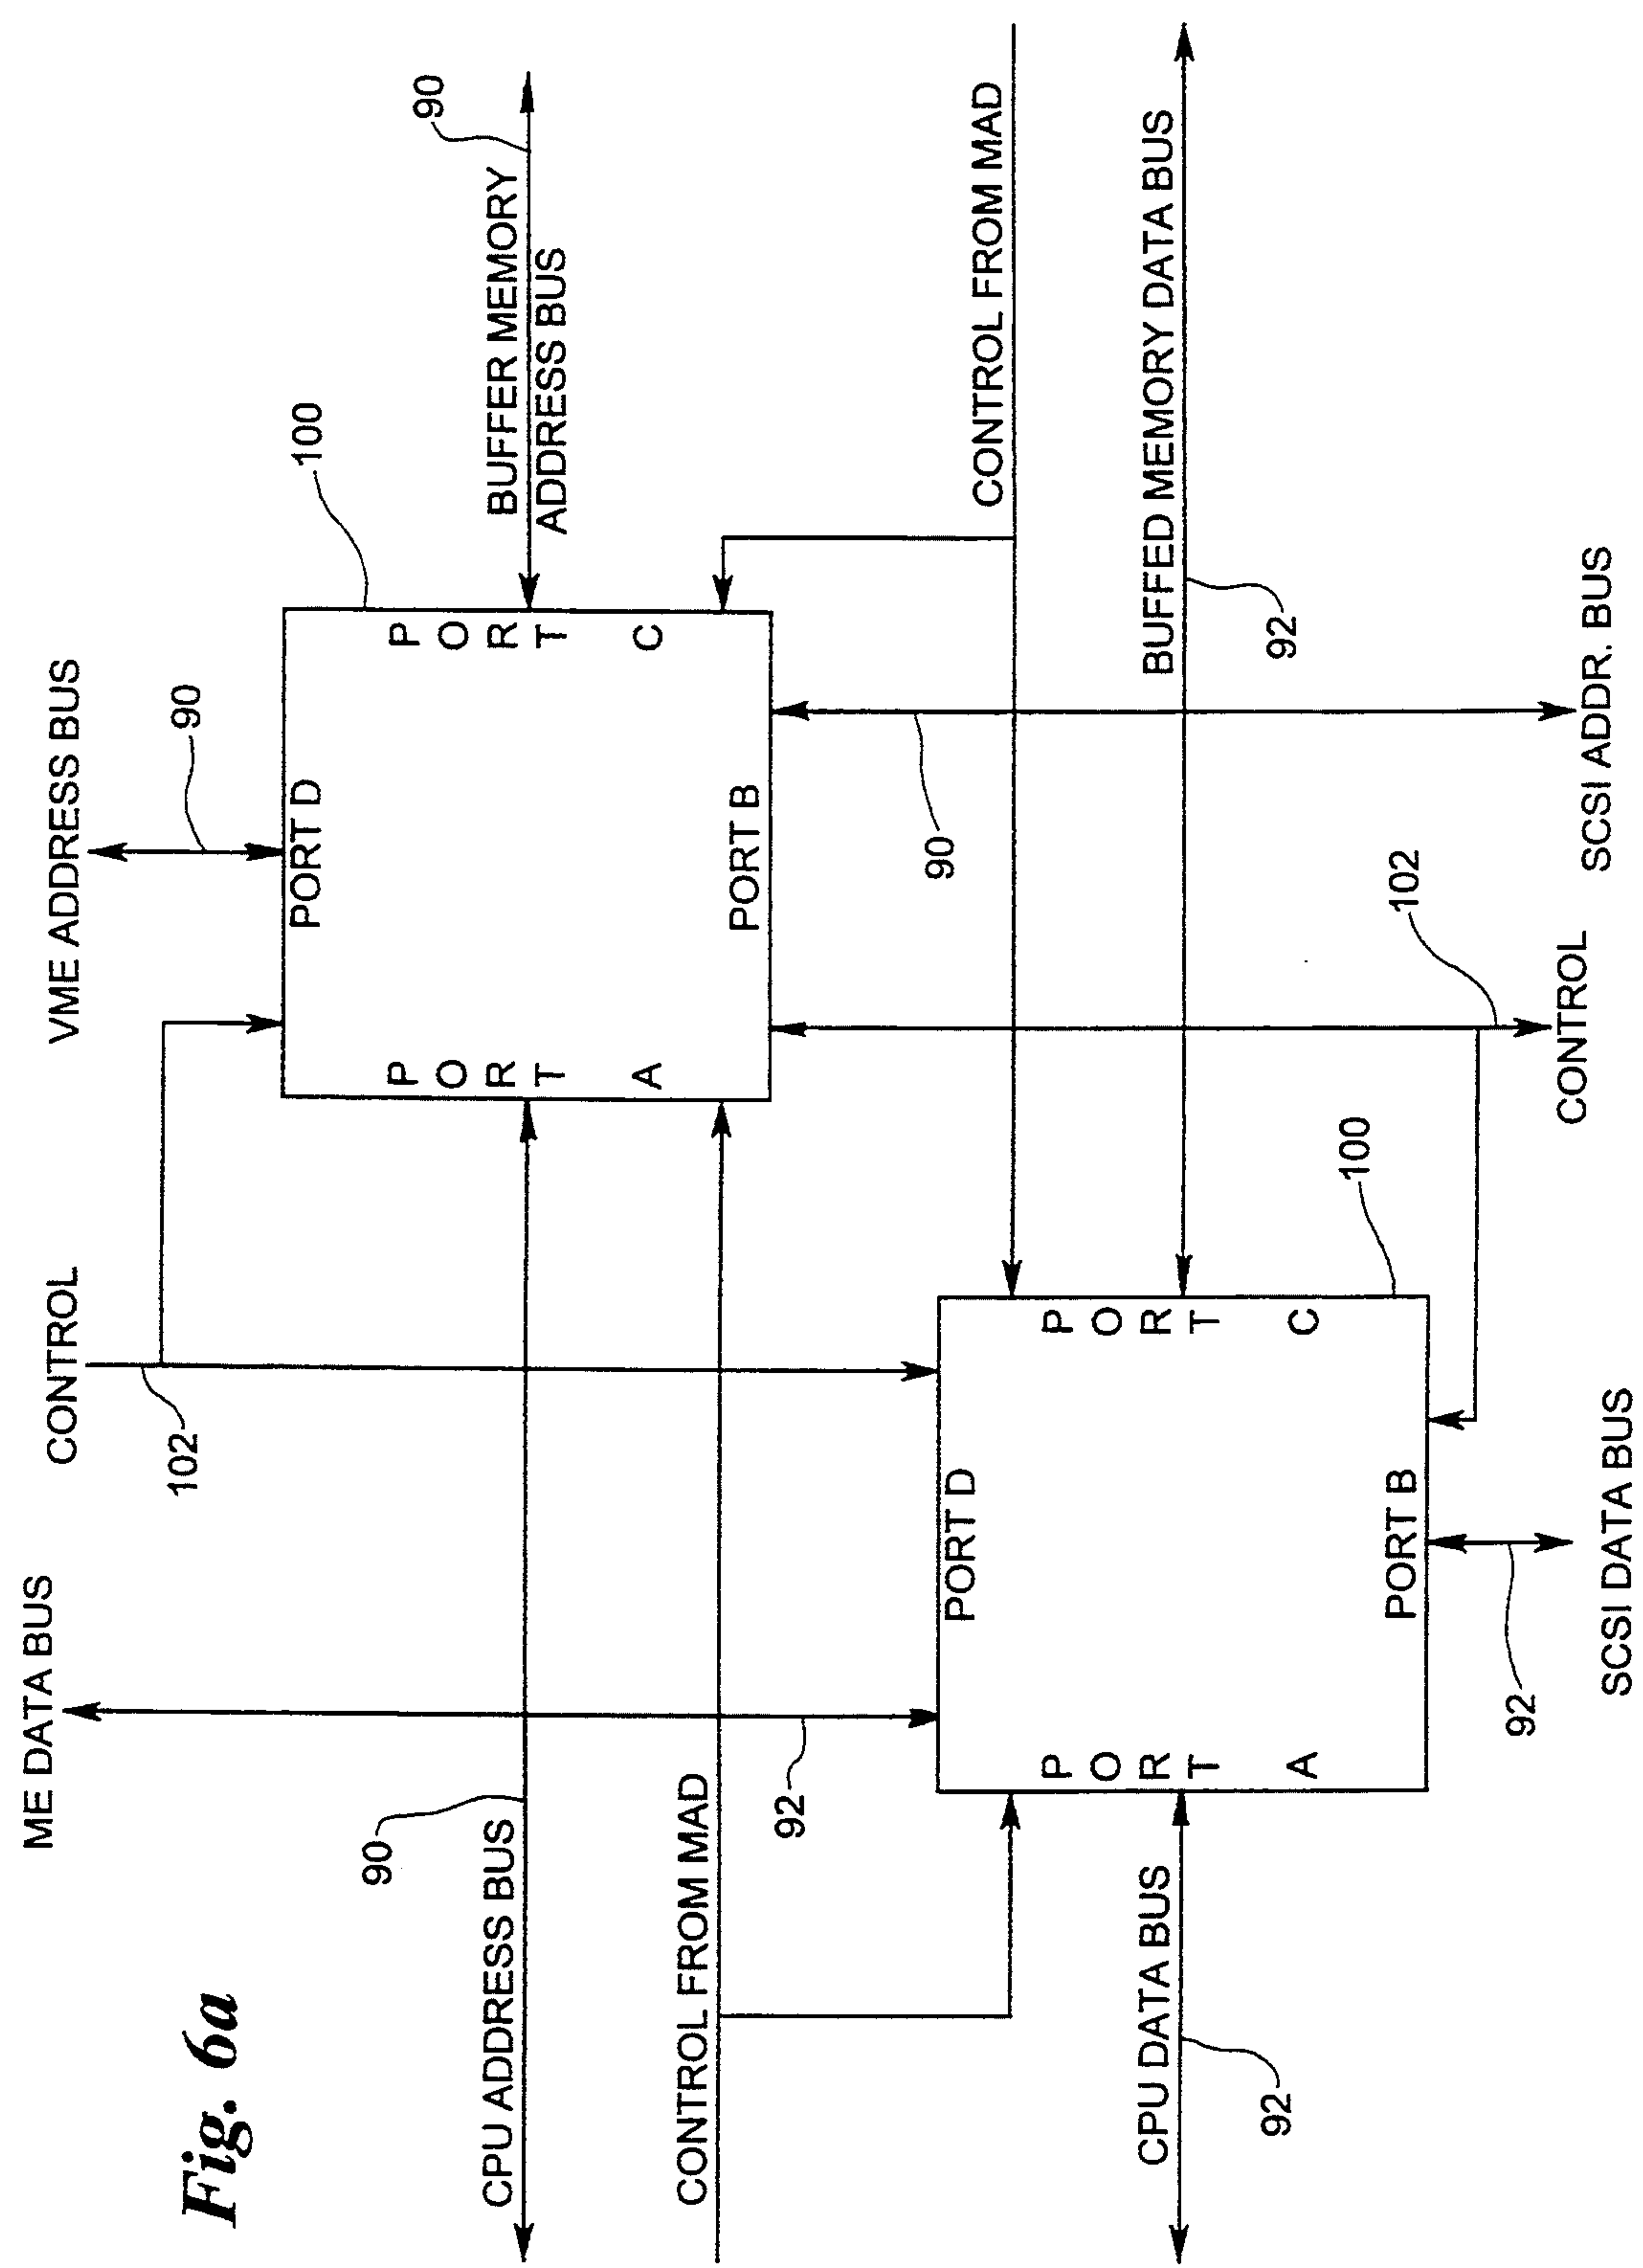 Fig. 6a
ME DATA BUS
CONTROL
VME ADDRESS BUS
102
90
90
CPU ADDRESS BUS
90
BUFFER MEMORY
ADDRESS BUS
100
PORT D
PORT A
PORT C
PORT B
CONTROL FROM MAD
92
90
CONTROL FROM MAD
PORT D
PORT A
PORT C
PORT B
CPU DATA BUS
92
BUFFED MEMORY DATA BUS
92
100
102
92
SCSI DATA BUS
CONTROL
SCSI ADDR. BUS